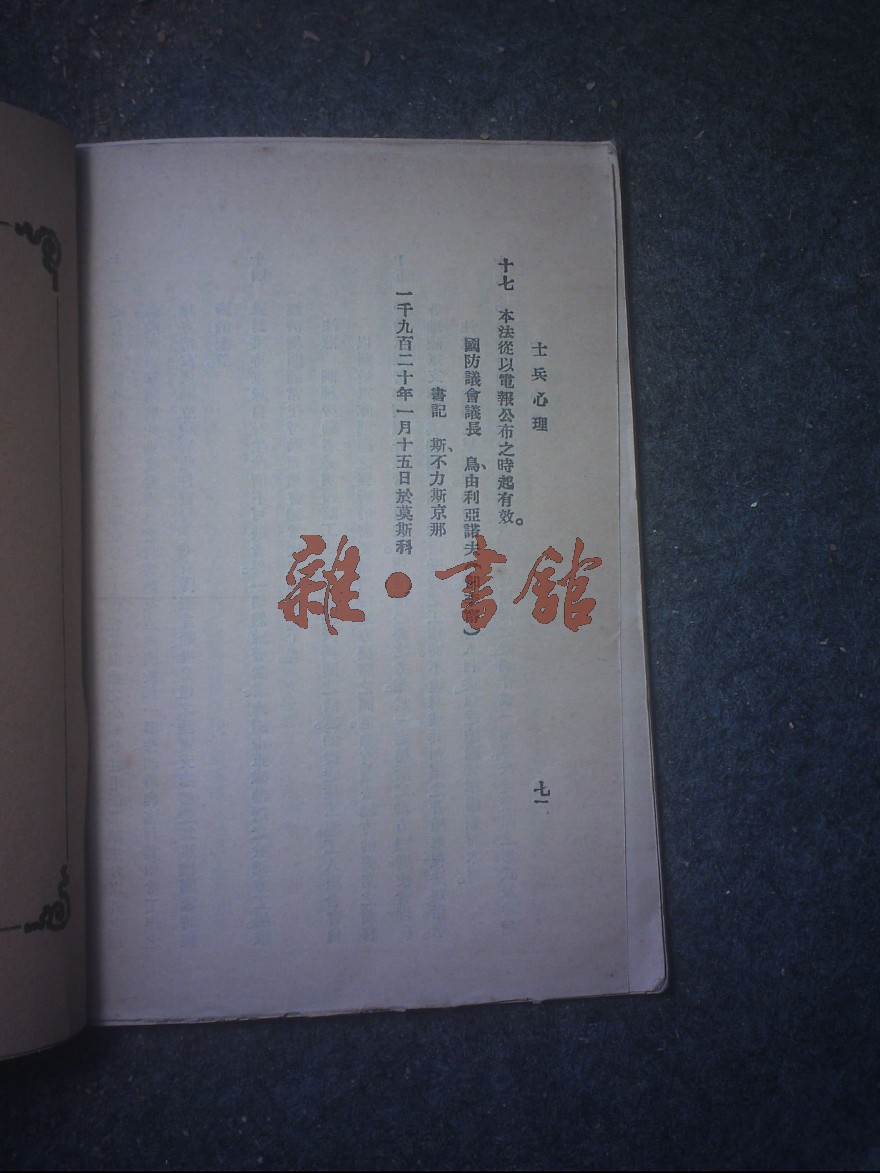 士兵心理
十七 本法從以電報公布之時起有效。
國防議會議長 烏、由利亞諾夫
書記 斯、不力斯京那
一千九百二十年一月十五日於莫斯科
七一
雜·書館